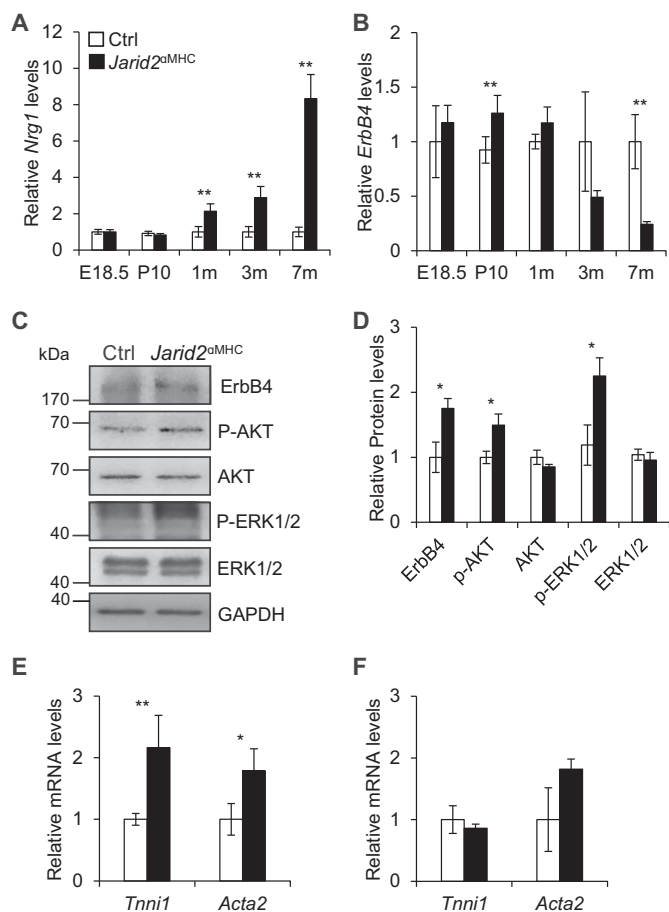 A
Relative Nrg1 levels
12
10
8
6
4
2
0
Ctrl
Jarid2αMHC
**
**
**
E18.5 P10 1m 3m 7m
B
Relative ErbB4 levels
2
1.5
1
0.5
0
**
**
E18.5 P10 1m 3m 7m
C
kDa Ctrl Jarid2αMHC
170 ErbB4
70 P-AKT
70 AKT
40 P-ERK1/2
40 ERK1/2
40 GAPDH
D
Relative Protein levels
3
2
1
0
*
*
*
ErbB4 p-AKT AKT p-ERK1/2 ERK1/2
E
Relative mRNA levels
3
2
1
0
**
*
Tnni1 Acta2
F
Relative mRNA levels
3
2
1
0
Tnni1 Acta2